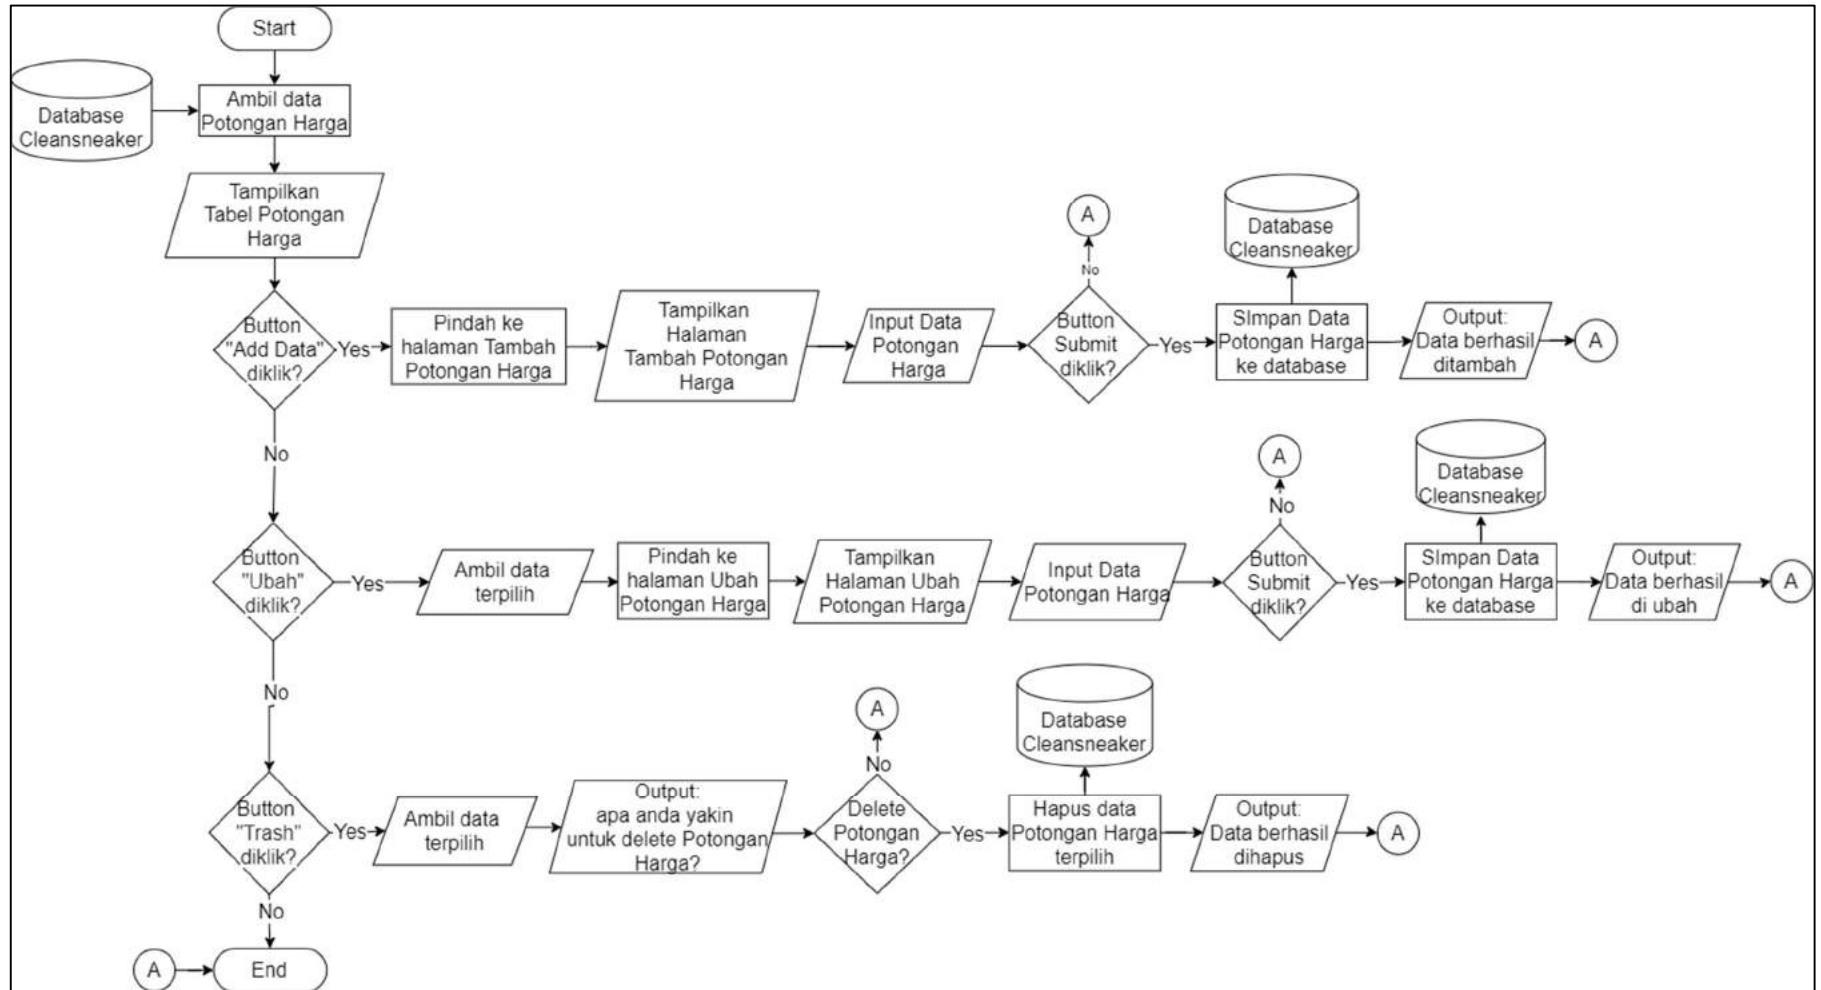 Start
Database
Cleansneaker
Ambil data
Potongan Harga
Tampilkan
Tabel Potongan
Harga
Button
"Add Data"
diklik?
Yes
Pindah ke
halaman Tambah
Potongan Harga
Tampilkan
Halaman
Tambah Potongan
Harga
Input Data
Potongan
Harga
A
No
Button
Submit
diklik?
Yes
Database
Cleansneaker
SImpan Data
Potongan Harga
ke database
Output:
Data berhasil
ditambah
A
No
Button
"Ubah"
diklik?
Yes
Ambil data
terpilih
Pindah ke
halaman Ubah
Potongan Harga
Tampilkan
Halaman Ubah
Potongan Harga
Input Data
Potongan Harga
A
No
Button
Submit
diklik?
Yes
Database
Cleansneaker
SImpan Data
Potongan Harga
ke database
Output:
Data berhasil
di ubah
A
No
Button
"Trash"
diklik?
Yes
Ambil data
terpilih
Output:
apa anda yakin
untuk delete Potongan
Harga?
A
No
Delete
Potongan
Harga?
Yes
Database
Cleansneaker
Hapus data
Potongan Harga
terpilih
Output:
Data berhasil
dihapus
A
No
A
End